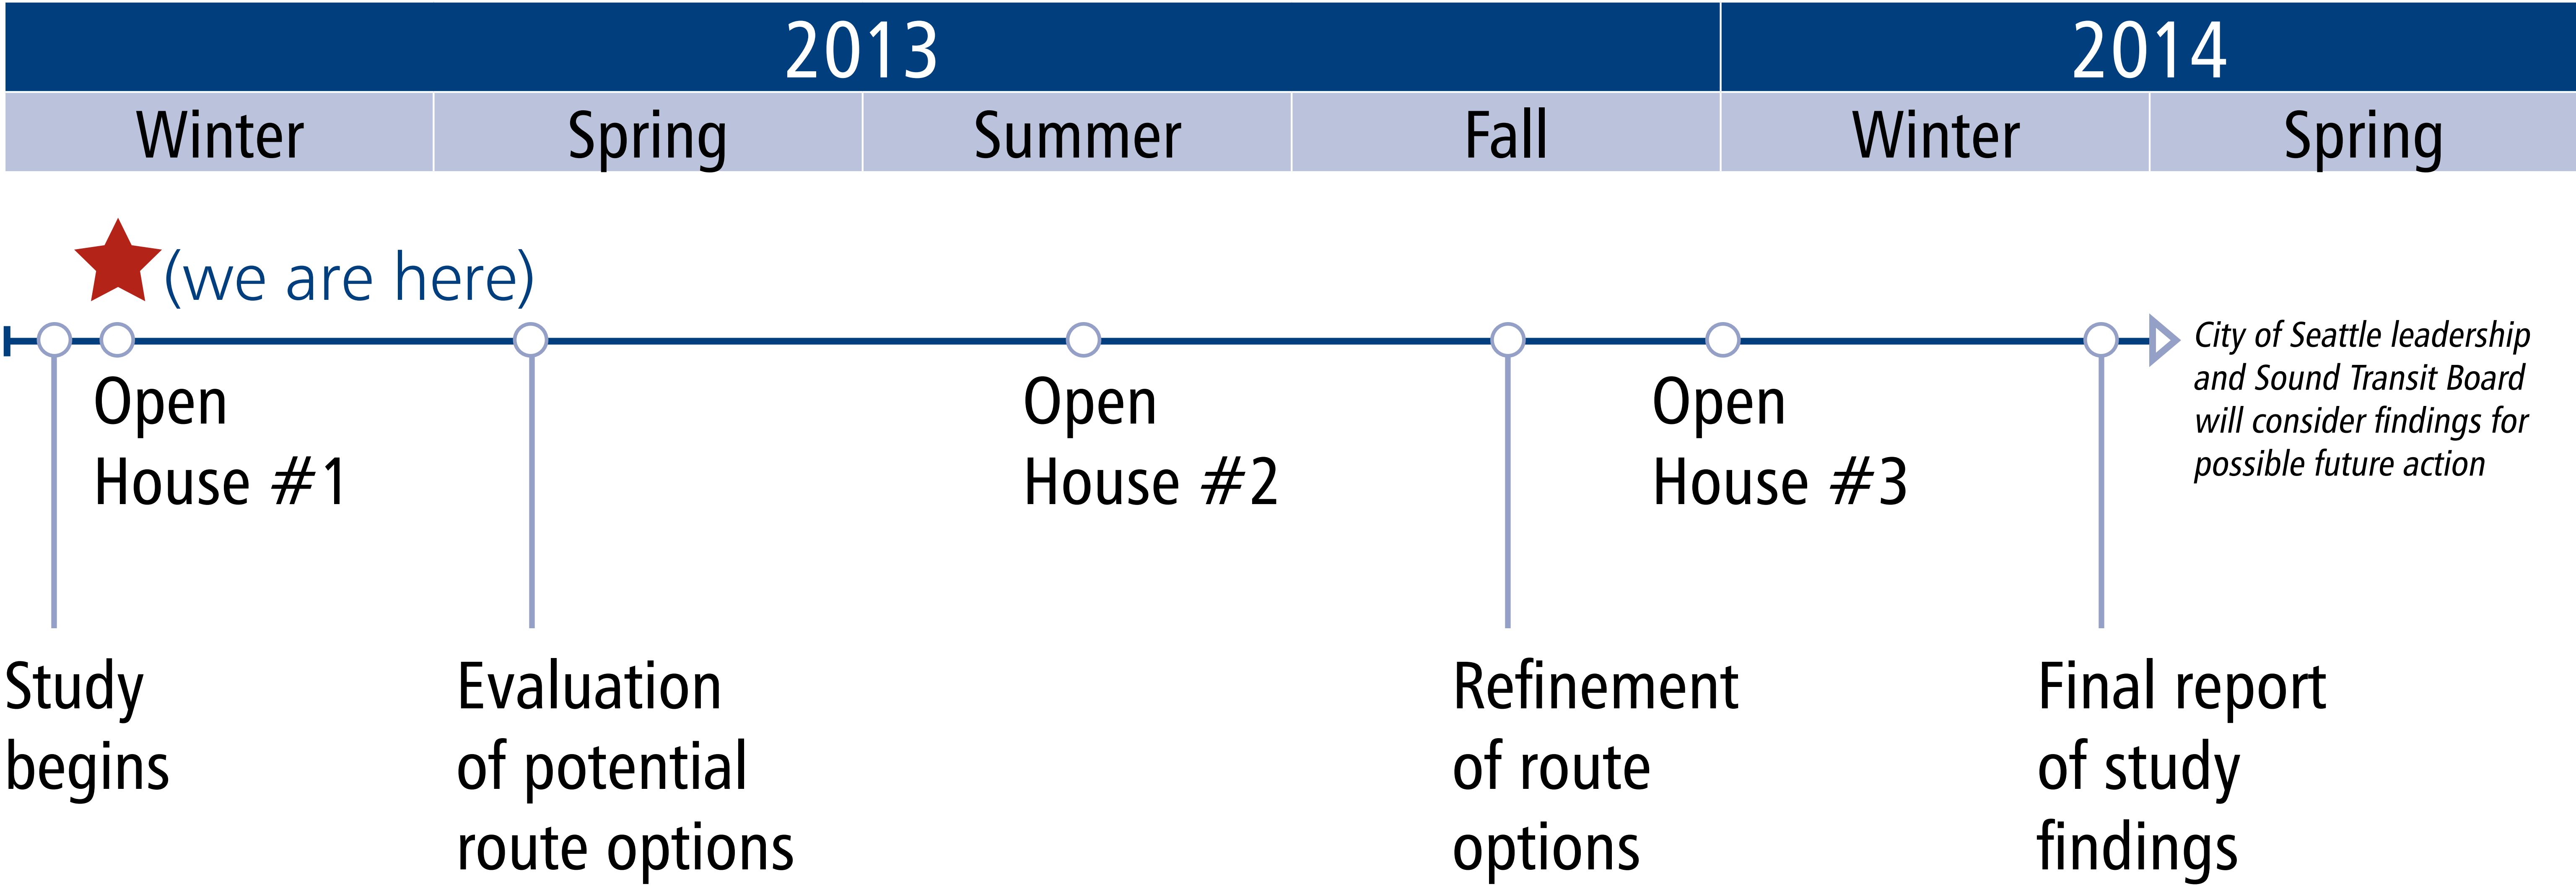 2013
2014
Winter
Spring
Summer
Fall
Winter
Spring
(we are here)
Open
House #1
Open
House #2
Open
House #3
City of Seattle leadership
and Sound Transit Board
will consider findings for
possible future action
Study
begins
Evaluation
of potential
route options
Refinement
of route
options
Final report
of study
findings